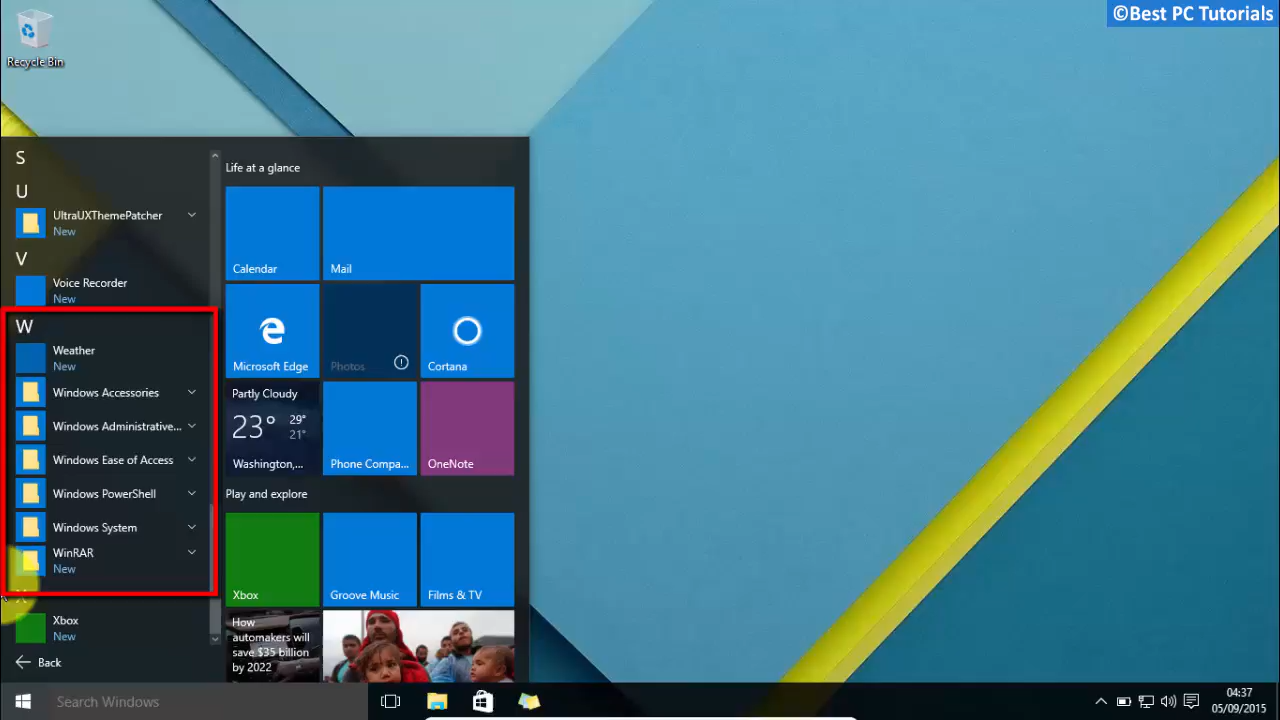 ©Best PC Tutorials
Recycle Bin
S
U
UltraUXThemePatcher
New
V
Voice Recorder
New
W
Weather
New
Windows Accessories
Windows Administrative...
Windows Ease of Access
Windows PowerShell
Windows System
WinRAR
New
X
Xbox
New
Back
Life at a glance
Calendar
Mail
Microsoft Edge
Photos
Cortana
Partly Cloudy
23° 29°
21°
Washington,...
Phone Compa...
OneNote
Play and explore
Xbox
Groove Music
Films & TV
How
automakers will
save $35 billion
by 2022
Search Windows
04:37
05/09/2015